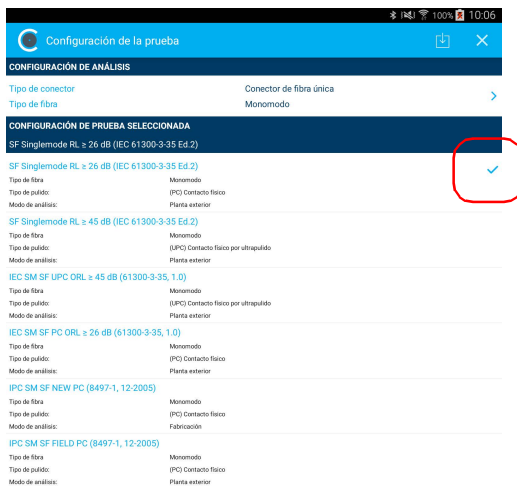 100% 10:06
Configuración de la prueba
CONFIGURACIÓN DE ANÁLISIS
Tipo de conector Conector de fibra única
Tipo de fibra Monomodo
CONFIGURACIÓN DE PRUEBA SELECCIONADA
SF Singlemode RL ≥ 26 dB (IEC 61300-3-35 Ed.2)
SF Singlemode RL ≥ 26 dB (IEC 61300-3-35 Ed.2)
Tipo de fibra Monomodo
Tipo de pulido: (PC) Contacto físico
Modo de análisis: Planta exterior
SF Singlemode RL ≥ 45 dB (IEC 61300-3-35 Ed.2)
Tipo de fibra Monomodo
Tipo de pulido: (UPC) Contacto físico por ultrapulido
Modo de análisis: Planta exterior
IEC SM SF UPC ORL ≥ 45 dB (61300-3-35, 1.0)
Tipo de fibra Monomodo
Tipo de pulido: (UPC) Contacto físico por ultrapulido
Modo de análisis: Planta exterior
IEC SM SF PC ORL ≥ 26 dB (61300-3-35, 1.0)
Tipo de fibra Monomodo
Tipo de pulido: (PC) Contacto físico
Modo de análisis: Planta exterior
IPC SM SF NEW PC (8497-1, 12-2005)
Tipo de fibra Monomodo
Tipo de pulido: (PC) Contacto físico
Modo de análisis: Fabricación
IPC SM SF FIELD PC (8497-1, 12-2005)
Tipo de fibra Monomodo
Tipo de pulido: (PC) Contacto físico
Modo de análisis: Planta exterior